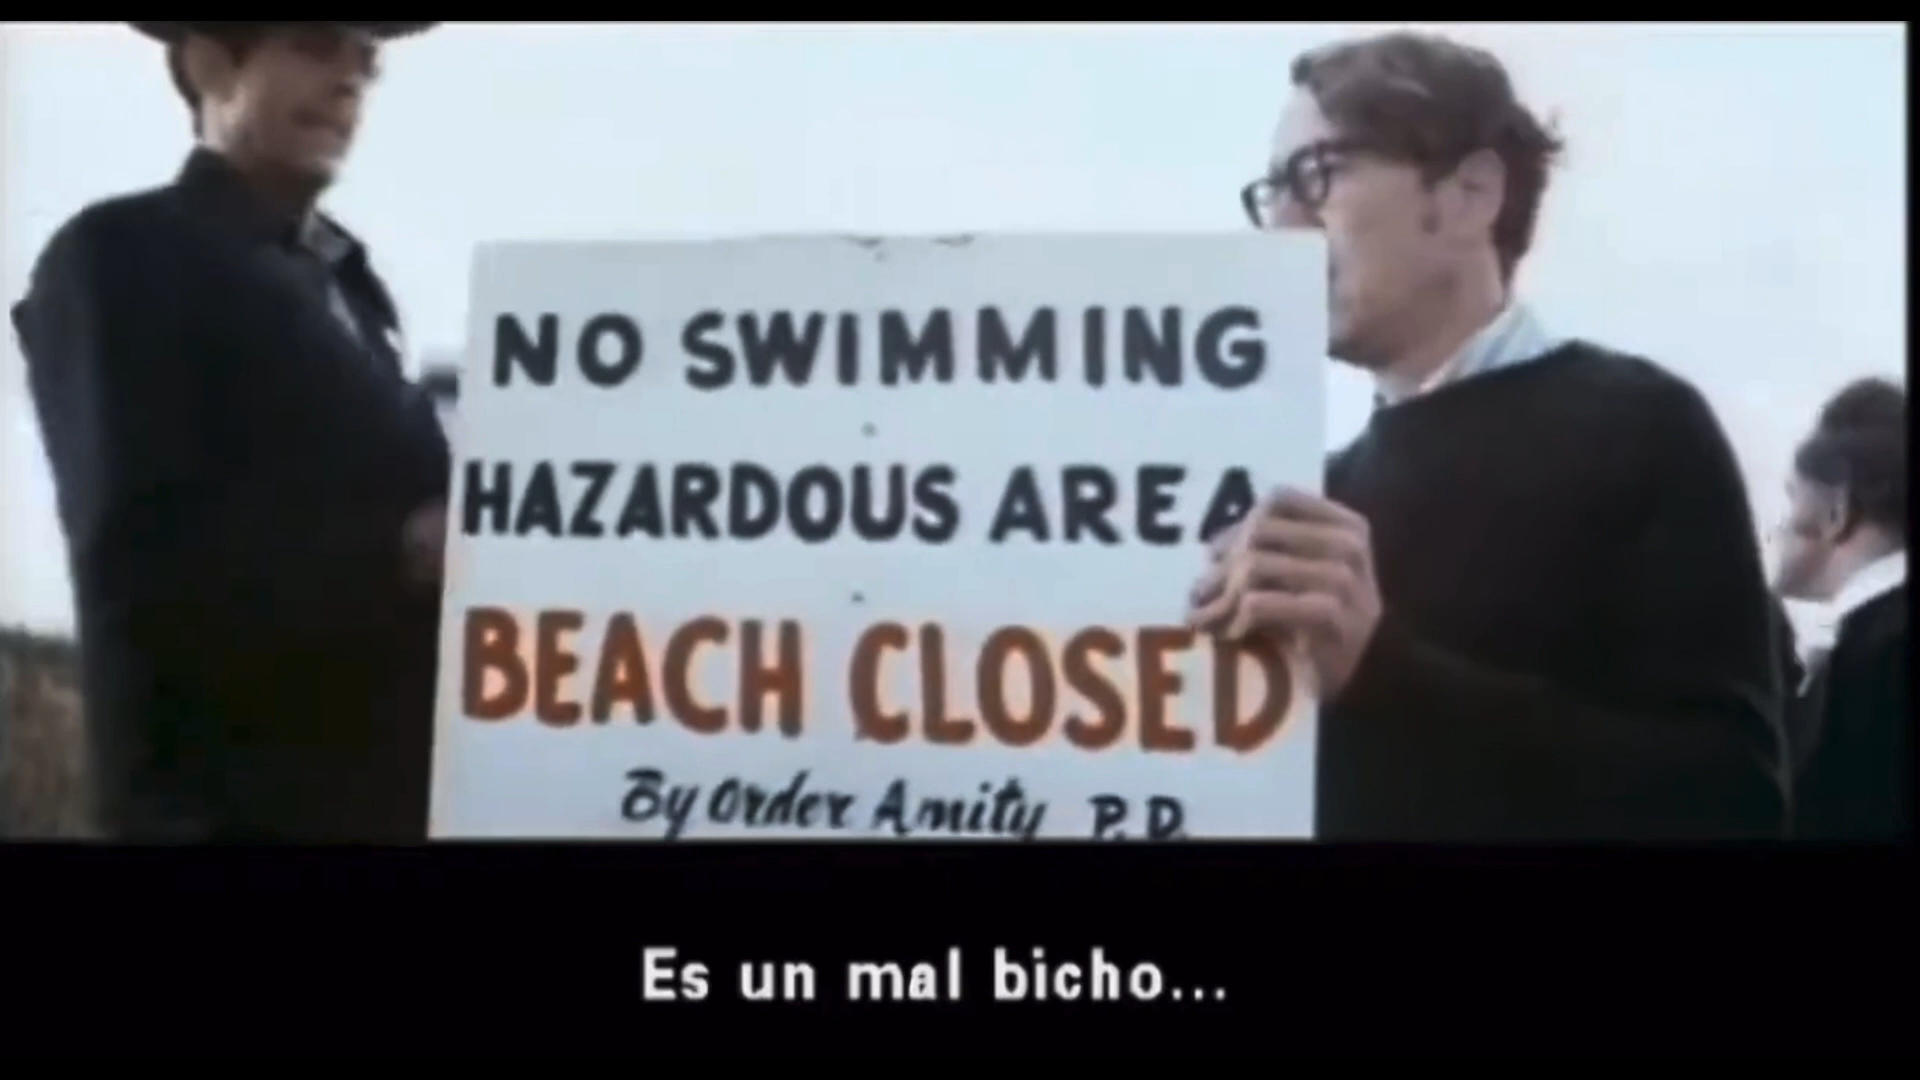 NO SWIMMING
HAZARDOUS AREA
BEACH CLOSED
By Order Amity P.D.
Es un mal bicho...